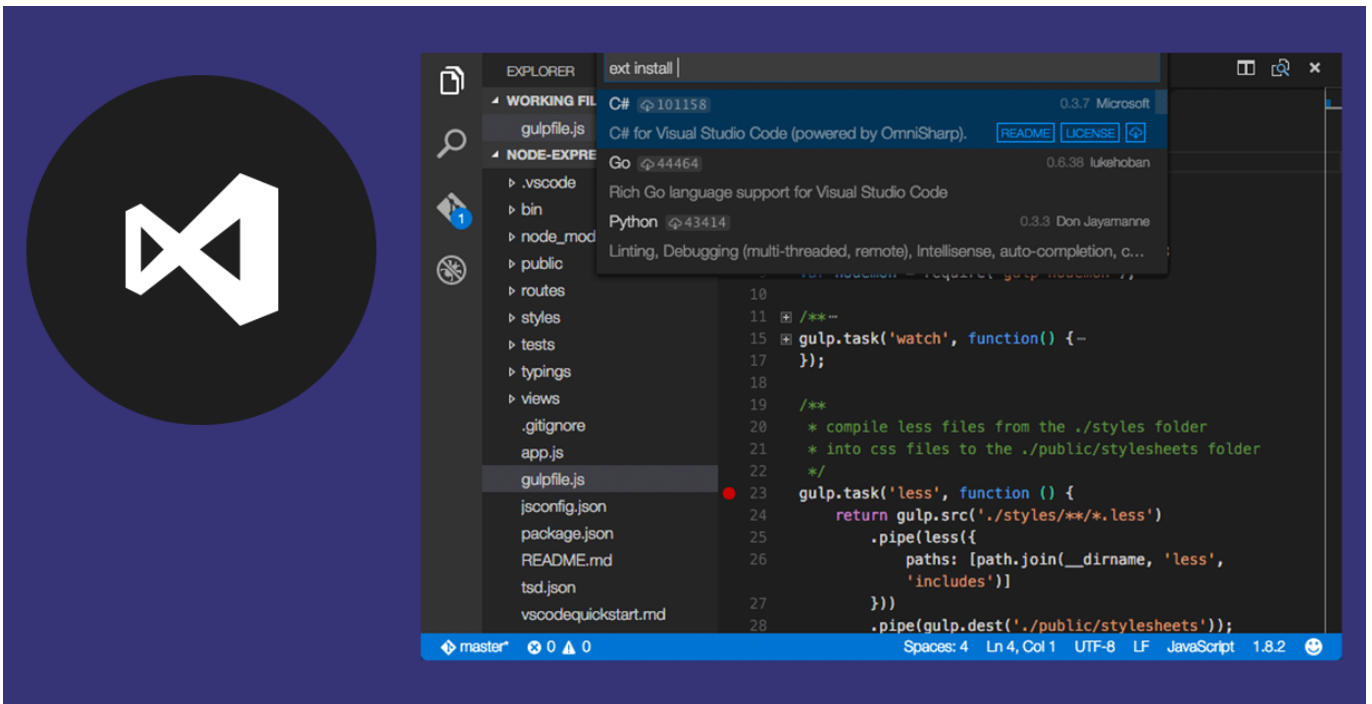 EXPLORER
WORKING FIL
gulpfile.js
NODE-EXPRE
.vscode
bin
node_mod
public
routes
styles
tests
typings
views
.gitignore
app.js
gulpfile.js
jsconfig.json
package.json
README.md
tsd.json
vscodequickstart.md
1
ext install
C# 101158 0.3.7 Microsoft
C# for Visual Studio Code (powered by OmniSharp). README LICENSE
Go 44464 0.6.38 lukehoban
Rich Go language support for Visual Studio Code
Python 43414 0.3.3 Don Jayamanne
Linting, Debugging (multi-threaded, remote), Intellisense, auto-completion, c...
10
11 /**
15 gulp.task('watch', function() {
17 });
18
19 /**
20 * compile less files from the ./styles folder
21 * into css files to the ./public/stylesheets folder
22 */
23 gulp.task('less', function () {
24 return gulp.src('./styles/**/*.less')
25 .pipe(less({
26 paths: [path.join(__dirname, 'less',
'includes')]
27 }))
28 .pipe(gulp.dest('./public/stylesheets'));
master* 0 0 Spaces: 4 Ln 4, Col 1 UTF-8 LF JavaScript 1.8.2